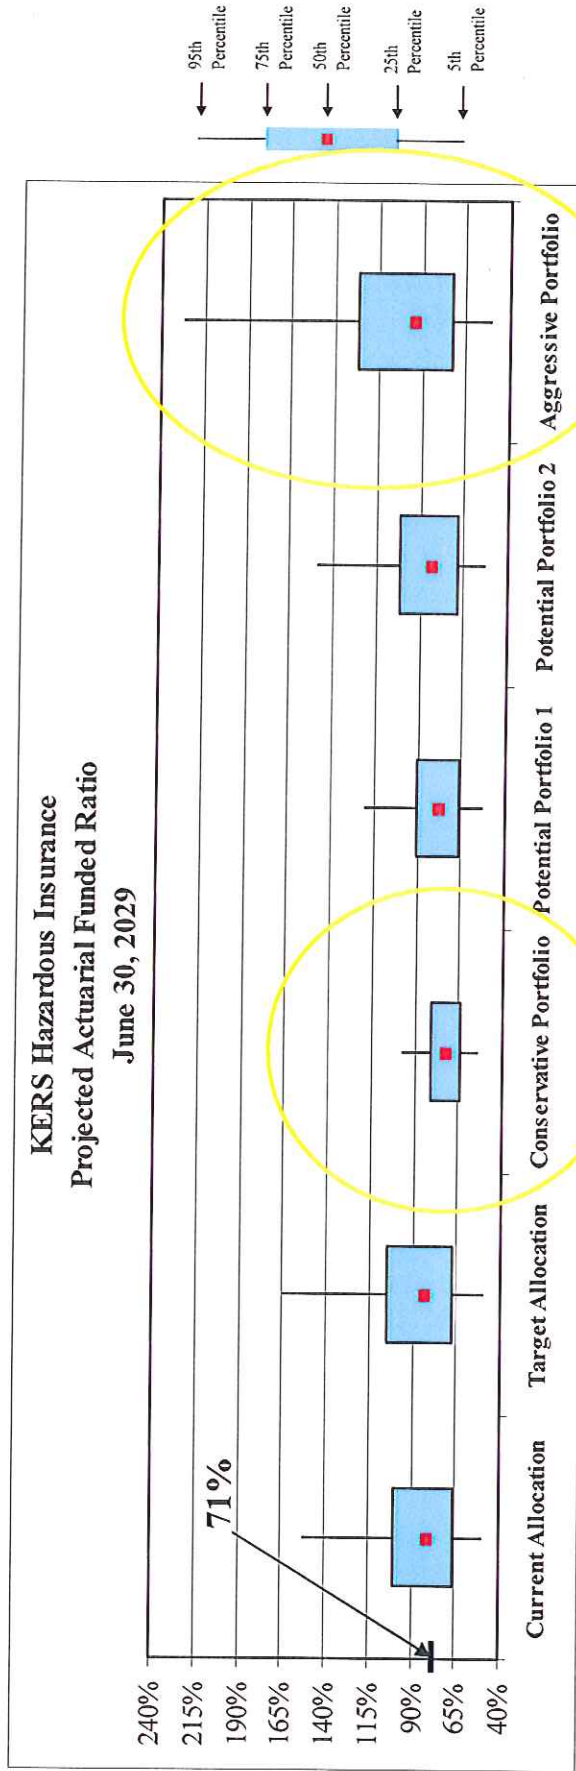 KERS Hazardous Insurance
Projected Actuarial Funded Ratio
June 30, 2029
240%
215%
190%
165%
140%
115%
90%
65%
40%
71%
Current Allocation
Target Allocation
Conservative Portfolio
Potential Portfolio 1
Potential Portfolio 2
Aggressive Portfolio
95th
Percentile
75th
Percentile
50th
Percentile
25th
Percentile
5th
Percentile